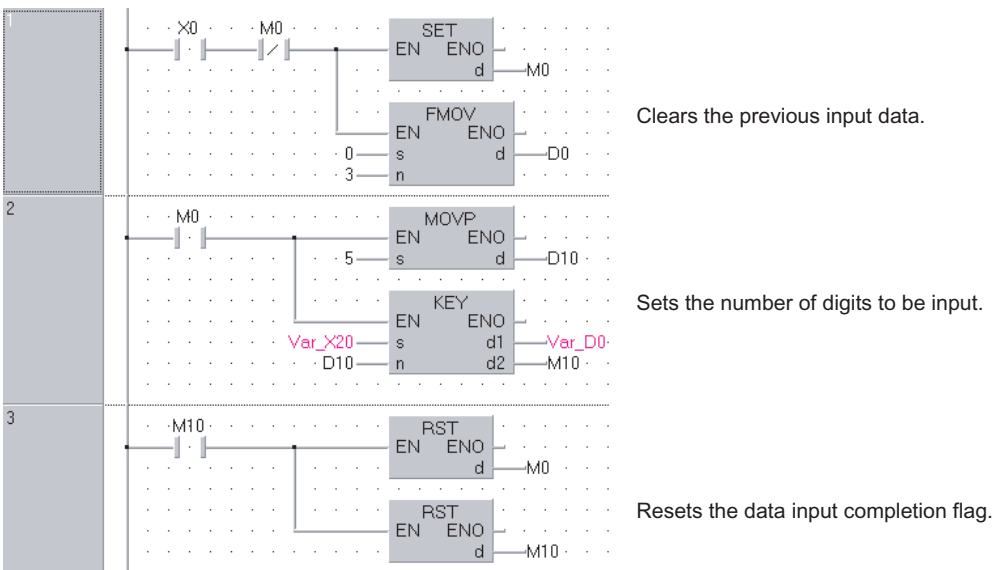 1
X0 M0 SET
EN ENO
d M0
FMOV
EN ENO
0 s d D0
3 n
Clears the previous input data.
2
M0 MOVP
EN ENO
5 s d D10
KEY
EN ENO
Var_X20 s d1 Var_D0
D10 n d2 M10
Sets the number of digits to be input.
3
M10 RST
EN ENO
d M0
RST
EN ENO
d M10
Resets the data input completion flag.